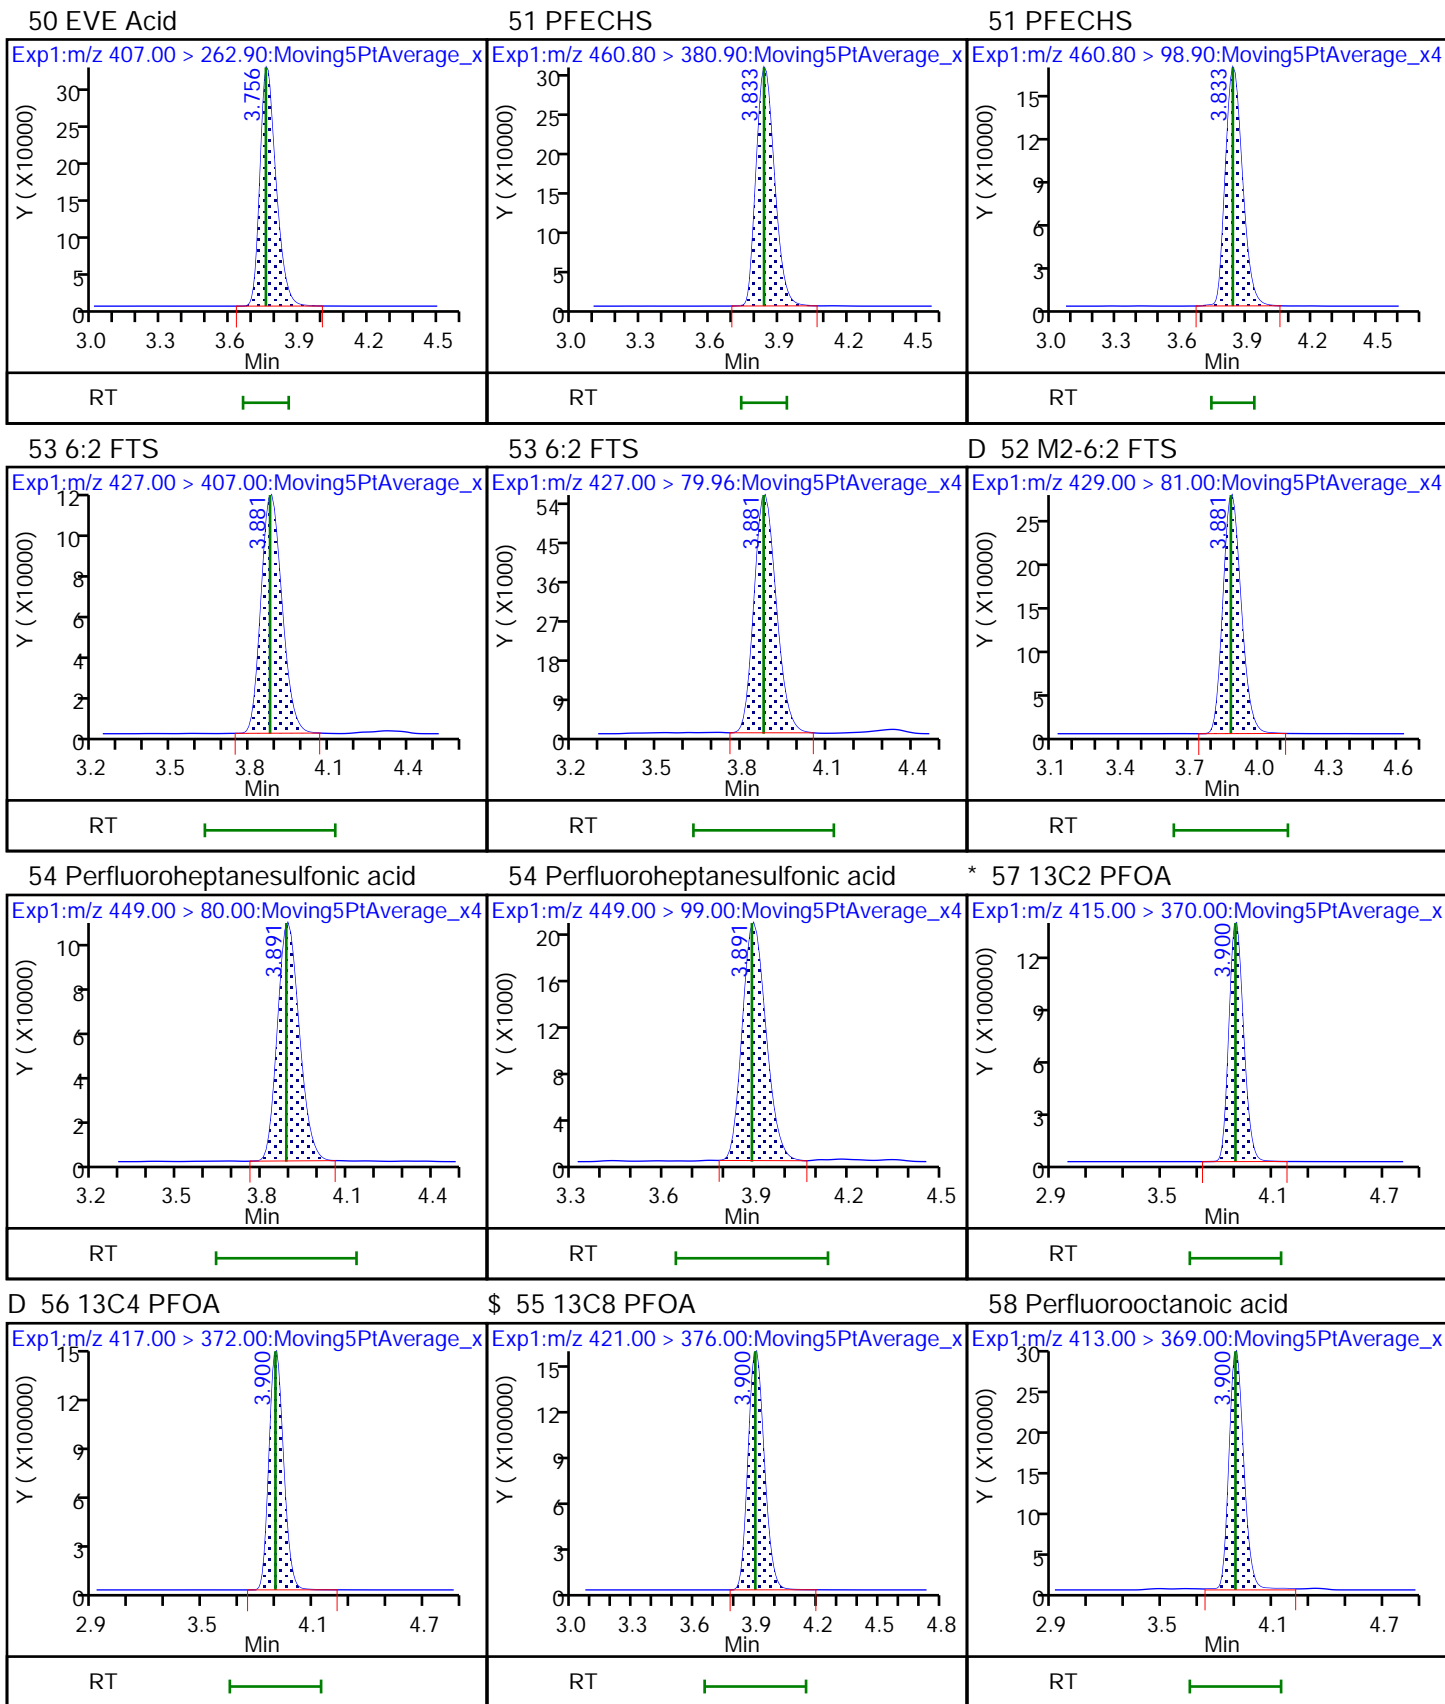 50 EVE Acid
Exp1:m/z 407.00 > 262.90:Moving5PtAverage_x
Y ( X10000)
30
25
20
15
10
5
0
3.756
3.0 3.3 3.6 3.9 4.2 4.5
Min
RT
51 PFECHS
Exp1:m/z 460.80 > 380.90:Moving5PtAverage_x
Y ( X10000)
30
25
20
15
10
5
0
3.833
3.0 3.3 3.6 3.9 4.2 4.5
Min
RT
51 PFECHS
Exp1:m/z 460.80 > 98.90:Moving5PtAverage_x4
Y ( X10000)
15
12
9
6
3
0
3.833
3.0 3.3 3.6 3.9 4.2 4.5
Min
RT
53 6:2 FTS
Exp1:m/z 427.00 > 407.00:Moving5PtAverage_x
Y ( X10000)
12
10
8
6
4
2
0
3.881
3.2 3.5 3.8 4.1 4.4
Min
RT
53 6:2 FTS
Exp1:m/z 427.00 > 79.96:Moving5PtAverage_x4
Y ( X1000)
54
45
36
27
18
9
0
3.881
3.2 3.5 3.8 4.1 4.4
Min
RT
D 52 M2-6:2 FTS
Exp1:m/z 429.00 > 81.00:Moving5PtAverage_x4
Y ( X10000)
25
20
15
10
5
0
3.881
3.1 3.4 3.7 4.0 4.3 4.6
Min
RT
54 Perfluoroheptanesulfonic acid
Exp1:m/z 449.00 > 80.00:Moving5PtAverage_x4
Y ( X10000)
10
8
6
4
2
0
3.891
3.2 3.5 3.8 4.1 4.4
Min
RT
54 Perfluoroheptanesulfonic acid
Exp1:m/z 449.00 > 99.00:Moving5PtAverage_x4
Y ( X1000)
20
16
12
8
4
0
3.891
3.3 3.6 3.9 4.2 4.5
Min
RT
* 57 13C2 PFOA
Exp1:m/z 415.00 > 370.00:Moving5PtAverage_x
Y ( X100000)
12
9
6
3
0
3.900
2.9 3.5 4.1 4.7
Min
RT
D 56 13C4 PFOA
Exp1:m/z 417.00 > 372.00:Moving5PtAverage_x
Y ( X100000)
15
12
9
6
3
0
3.900
2.9 3.5 4.1 4.7
Min
RT
$ 55 13C8 PFOA
Exp1:m/z 421.00 > 376.00:Moving5PtAverage_x
Y ( X100000)
15
12
9
6
3
0
3.900
3.0 3.3 3.6 3.9 4.2 4.5 4.8
Min
RT
58 Perfluorooctanoic acid
Exp1:m/z 413.00 > 369.00:Moving5PtAverage_x
Y ( X10000)
30
25
20
15
10
5
0
3.900
2.9 3.5 4.1 4.7
Min
RT